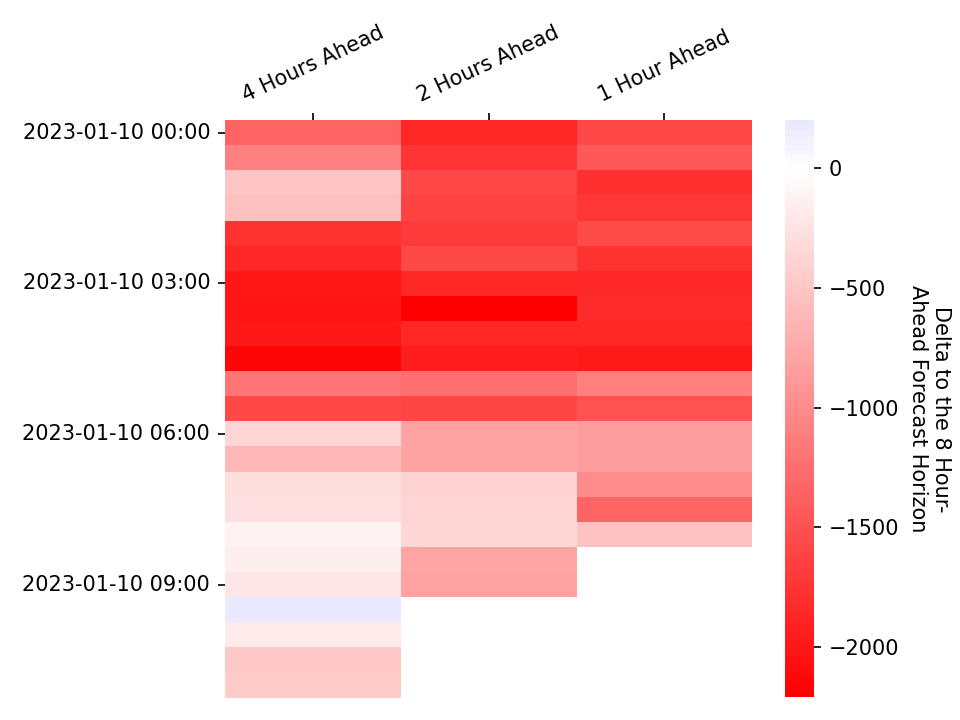 4 Hours Ahead
2 Hours Ahead
1 Hour Ahead
2023-01-10 00:00
2023-01-10 03:00
2023-01-10 06:00
2023-01-10 09:00
0
−500
−1000
−1500
−2000
Delta to the 8 Hour-
Ahead Forecast Horizon